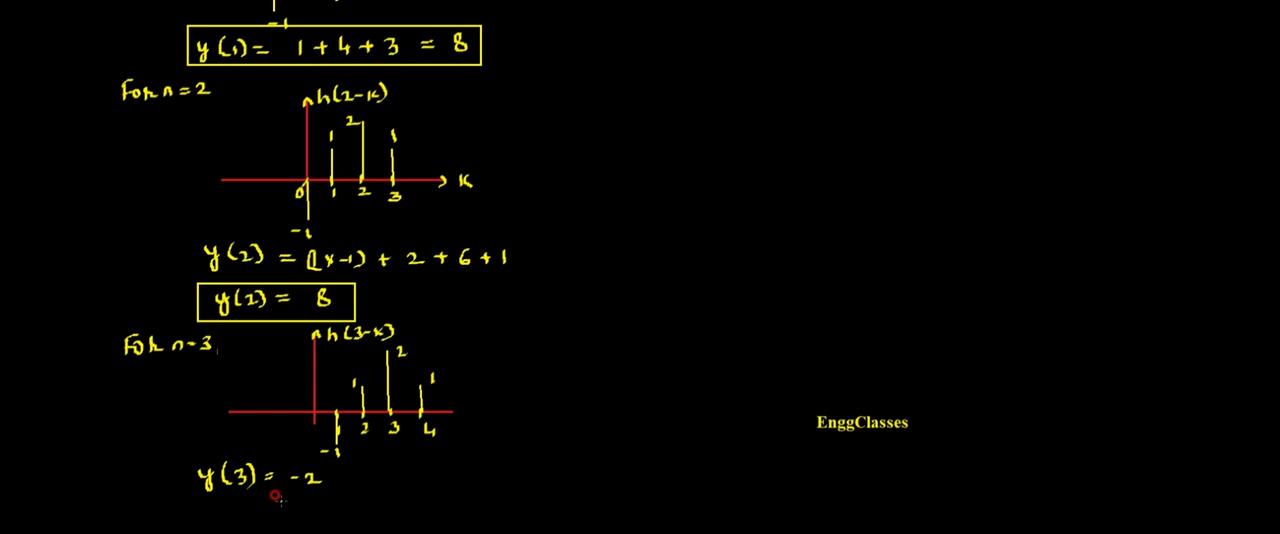 -1
y(1) = 1 + 4 + 3 = 8
For n = 2
h(2-k)
1 2 1
0 1 2 3 k
-1
y(2) = (1x-1) + 2 + 6 + 1
y(2) = 8
For n = 3
h(3-k)
1 2 1
2 3 4
-1
y(3) = -2
EnggClasses